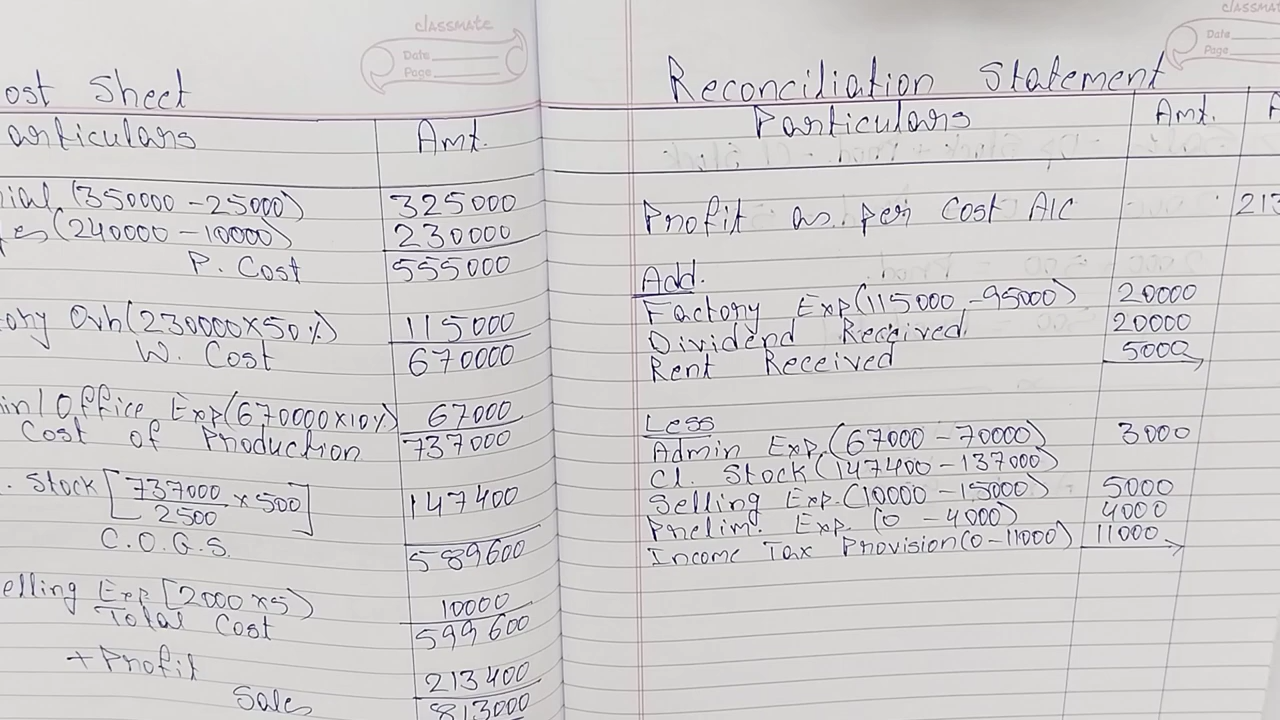 classmate
Date
Page
ost Sheet
articulars Amt.
ial (350000 - 25000) 325000
es (240000 - 10000) 230000
P. Cost 555000
ory Ovh (230000 x 50%) 115000
W. Cost 670000
in/Office Exp (670000 x 10%) 67000
Cost of Production 737000
. Stock [737000/2500 x 500] 147400
C.O.G.S. 589600
elling Exp [2000 x 5) 10000
Total Cost 599600
+ Profit 213400
Sales 813000
classmate
Date
Page
Reconciliation Statement
Particulars Amt. A
Profit as per Cost A/C 213
Add.
Factory Exp (115000 - 95000) 20000
Dividend Received 20000
Rent Received 5000
Less
Admin Exp. (67000 - 70000) 3000
Cl. Stock (147400 - 137000)
Selling Exp. (10000 - 15000) 5000
Prelim. Exp. (0 - 4000) 4000
Income Tax Provision (0 - 11000) 11000